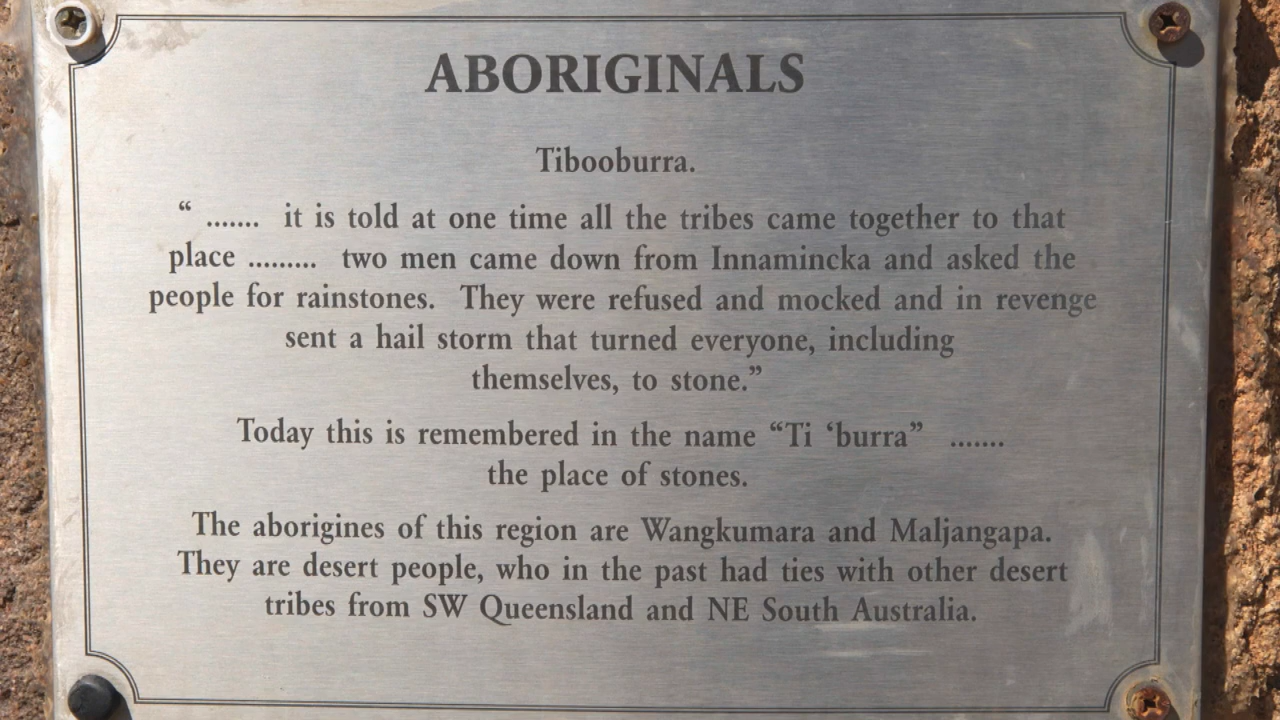 ABORIGINALS
Tibooburra.
“ ....... it is told at one time all the tribes came together to that
place ......... two men came down from Innamincka and asked the
people for rainstones. They were refused and mocked and in revenge
sent a hail storm that turned everyone, including
themselves, to stone.”
Today this is remembered in the name “Ti ‘burra” .......
the place of stones.
The aborigines of this region are Wangkumara and Maljangapa.
They are desert people, who in the past had ties with other desert
tribes from SW Queensland and NE South Australia.